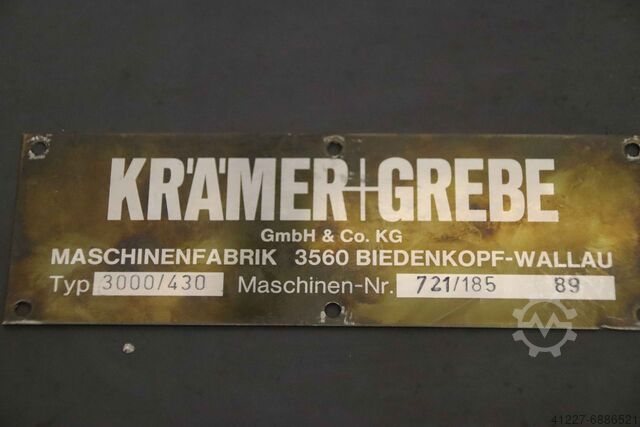 KRÄMER+GREBE
GmbH & Co. KG
MASCHINENFABRIK 3560 BIEDENKOPF-WALLAU
Typ 3000/430 Maschinen-Nr. 721/185 89
41227-6886521